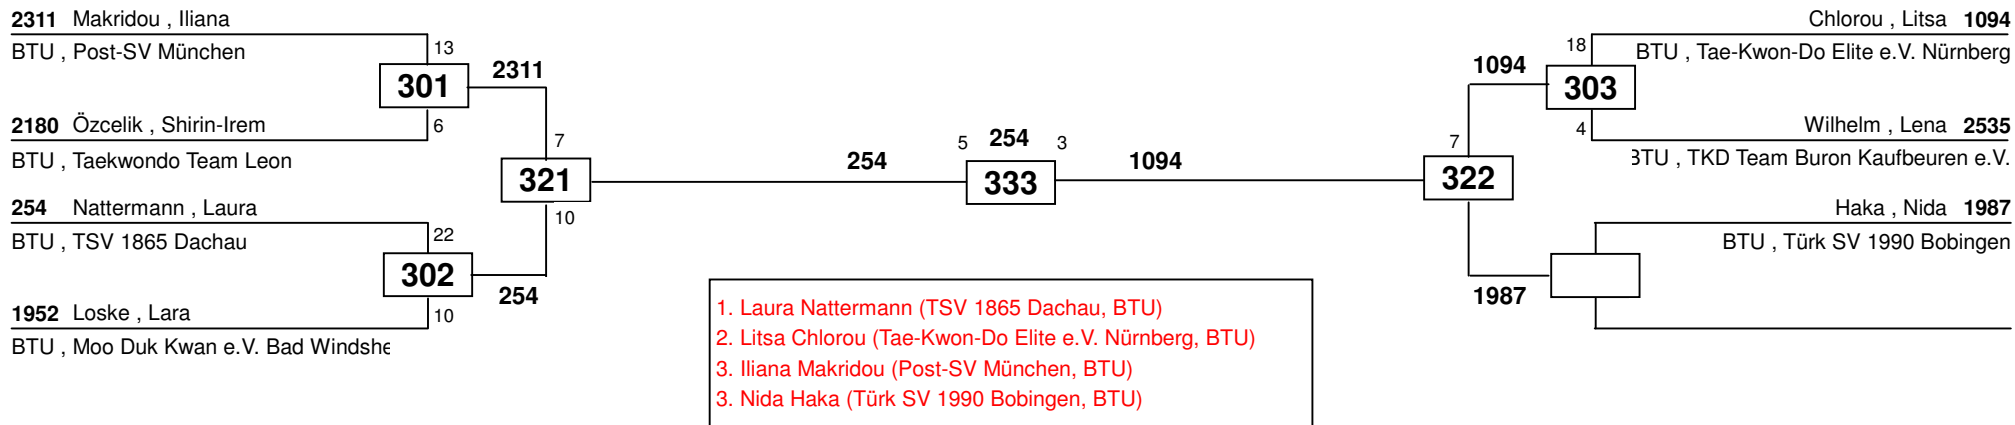 2311 Makridou , Iliana
BTU , Post-SV München
13
301
2311
6
2180 Özcelik , Shirin-Irem
BTU , Taekwondo Team Leon
7
321
10
254 Nattermann , Laura
BTU , TSV 1865 Dachau
22
302
254
10
1952 Loske , Lara
BTU , Moo Duk Kwan e.V. Bad Windshe
254
5 254 3
333
1094
Chlorou , Litsa 1094
BTU , Tae-Kwon-Do Elite e.V. Nürnberg
18
1094
303
4
Wilhelm , Lena 2535
BTU , TKD Team Buron Kaufbeuren e.V.
7
322
Haka , Nida 1987
BTU , Türk SV 1990 Bobingen
1987
1. Laura Nattermann (TSV 1865 Dachau, BTU)
2. Litsa Chlorou (Tae-Kwon-Do Elite e.V. Nürnberg, BTU)
3. Iliana Makridou (Post-SV München, BTU)
3. Nida Haka (Türk SV 1990 Bobingen, BTU)